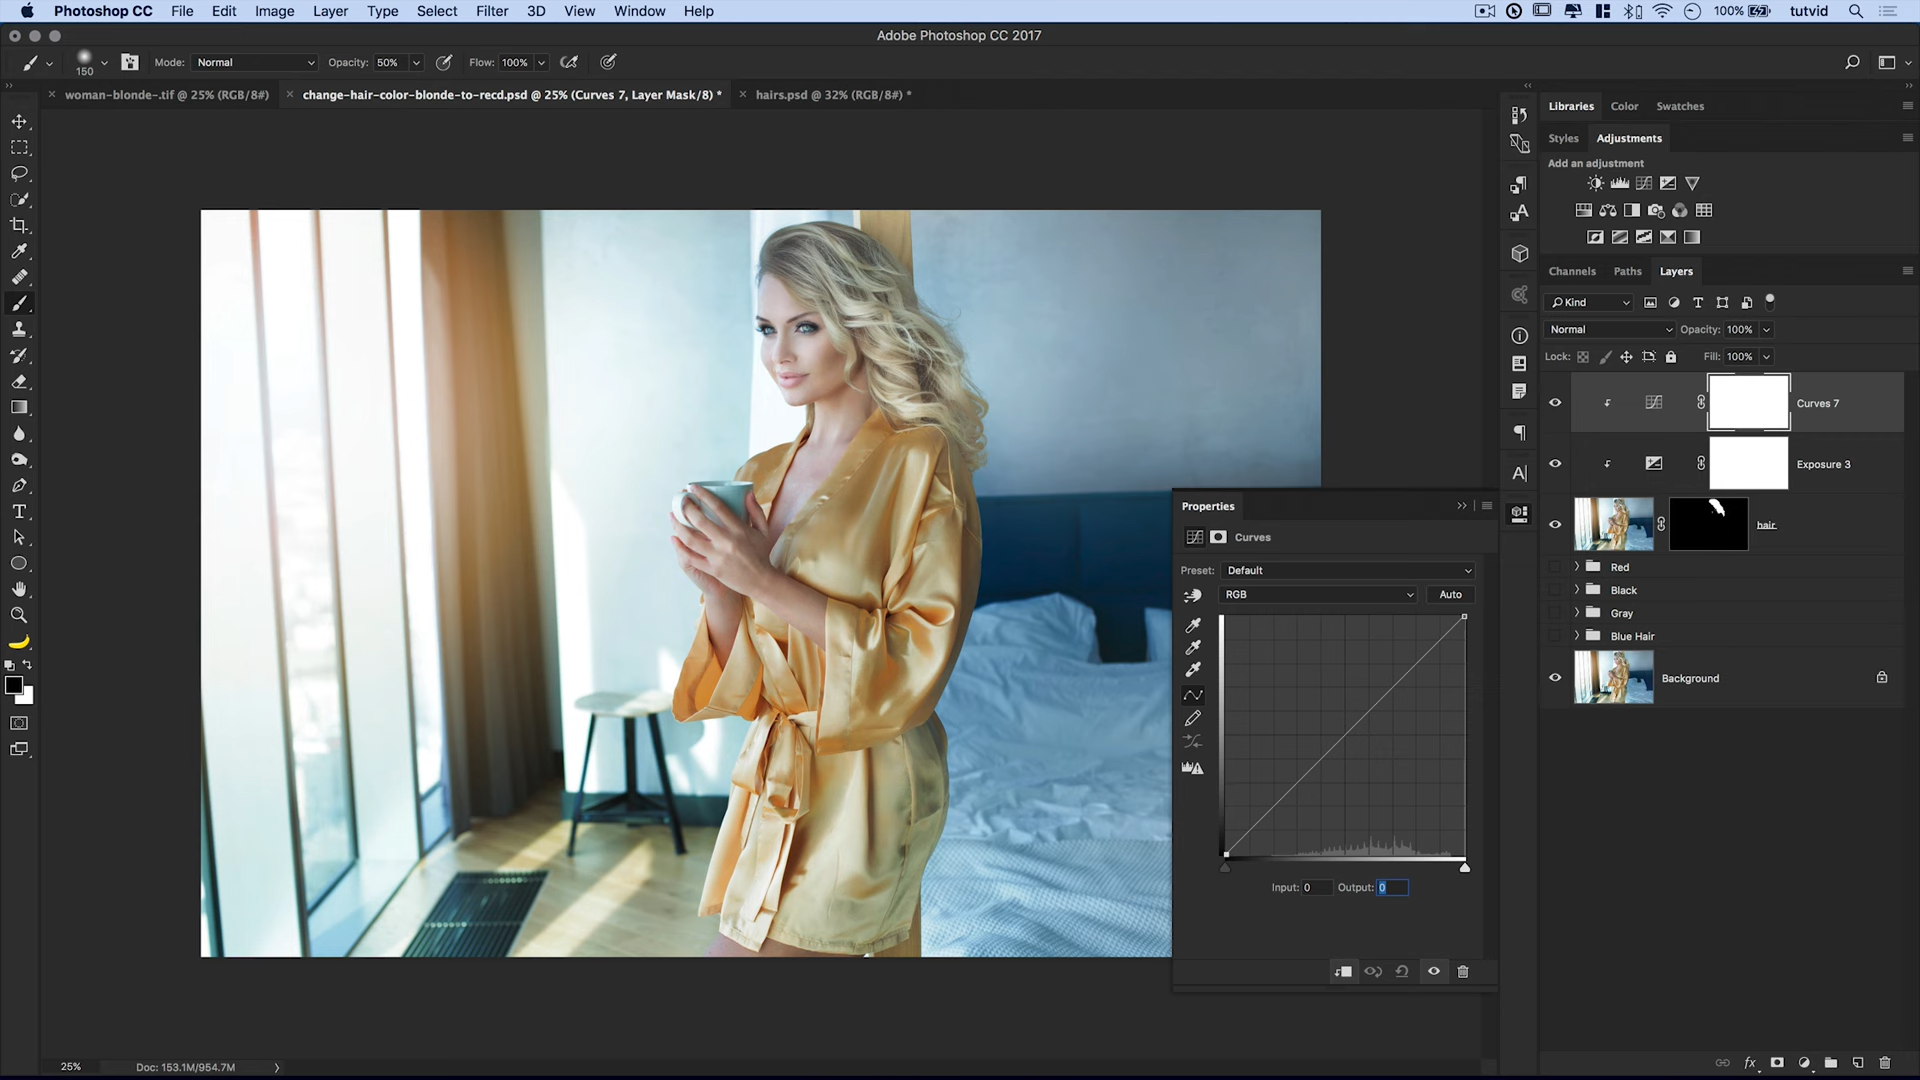 Photoshop CC File Edit Image Layer Type Select Filter 3D View Window Help 100% tutvid
Adobe Photoshop CC 2017
150 Mode: Normal Opacity: 50% Flow: 100%
woman-blonde-.tif @ 25% (RGB/8#) change-hair-color-blonde-to-recd.psd @ 25% (Curves 7, Layer Mask/8) * hairs.psd @ 32% (RGB/8#) *
Libraries Color Swatches
Styles Adjustments
Add an adjustment
Channels Paths Layers
Kind
Normal Opacity: 100%
Lock: Fill: 100%
Curves 7
Exposure 3
hair
Red
Black
Gray
Blue Hair
Background
Properties
Curves
Preset: Default
RGB Auto
Input: 0 Output: 0
25% Doc: 153.1M/954.7M
fx